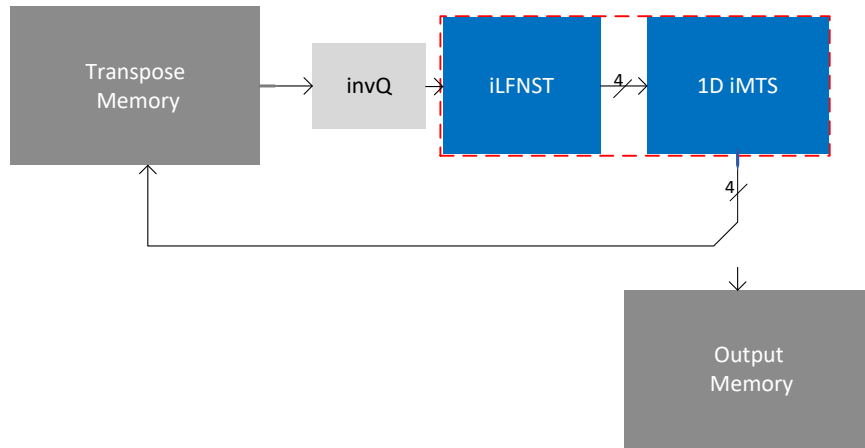 Transpose
Memory
invQ
iLFNST
4
1D iMTS
4
Output
Memory